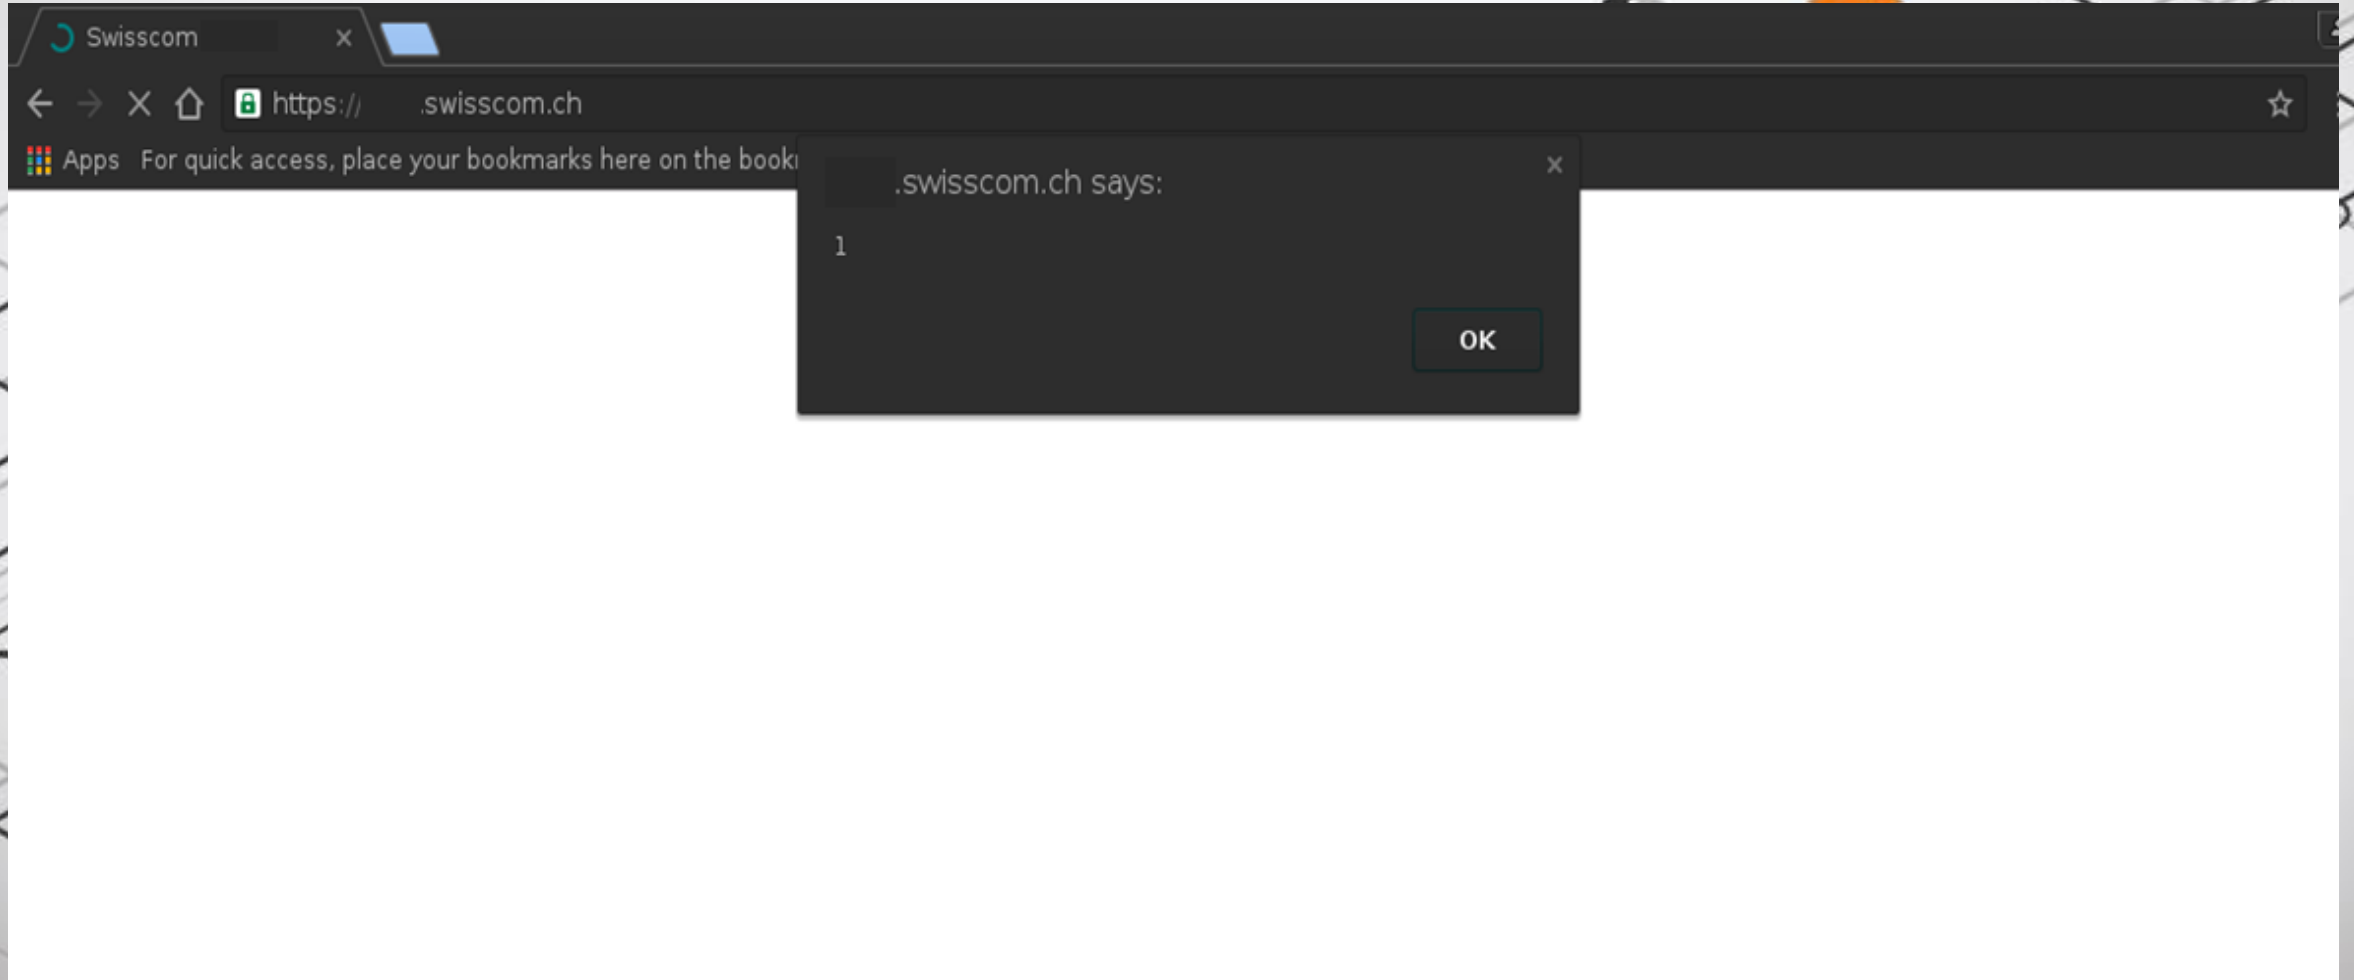 Swisscom
https:// .swisscom.ch
Apps For quick access, place your bookmarks here on the book
.swisscom.ch says:
1
OK